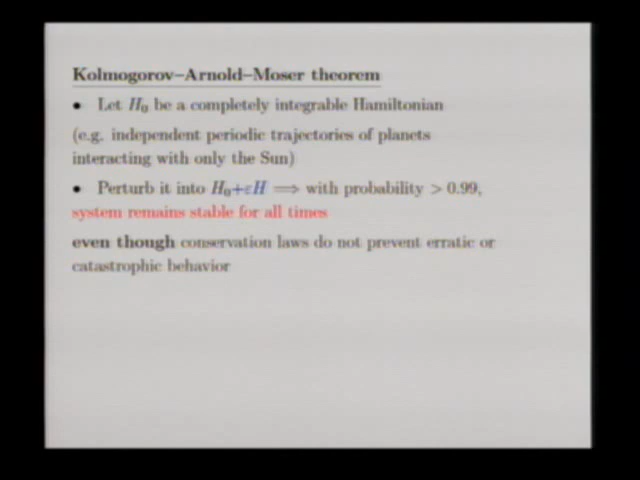 Kolmogorov–Arnold–Moser theorem
• Let H₀ be a completely integrable Hamiltonian
(e.g. independent periodic trajectories of planets
interacting with only the Sun)
• Perturb it into H₀+εH ⟹ with probability > 0.99,
system remains stable for all times
even though conservation laws do not prevent erratic or
catastrophic behavior